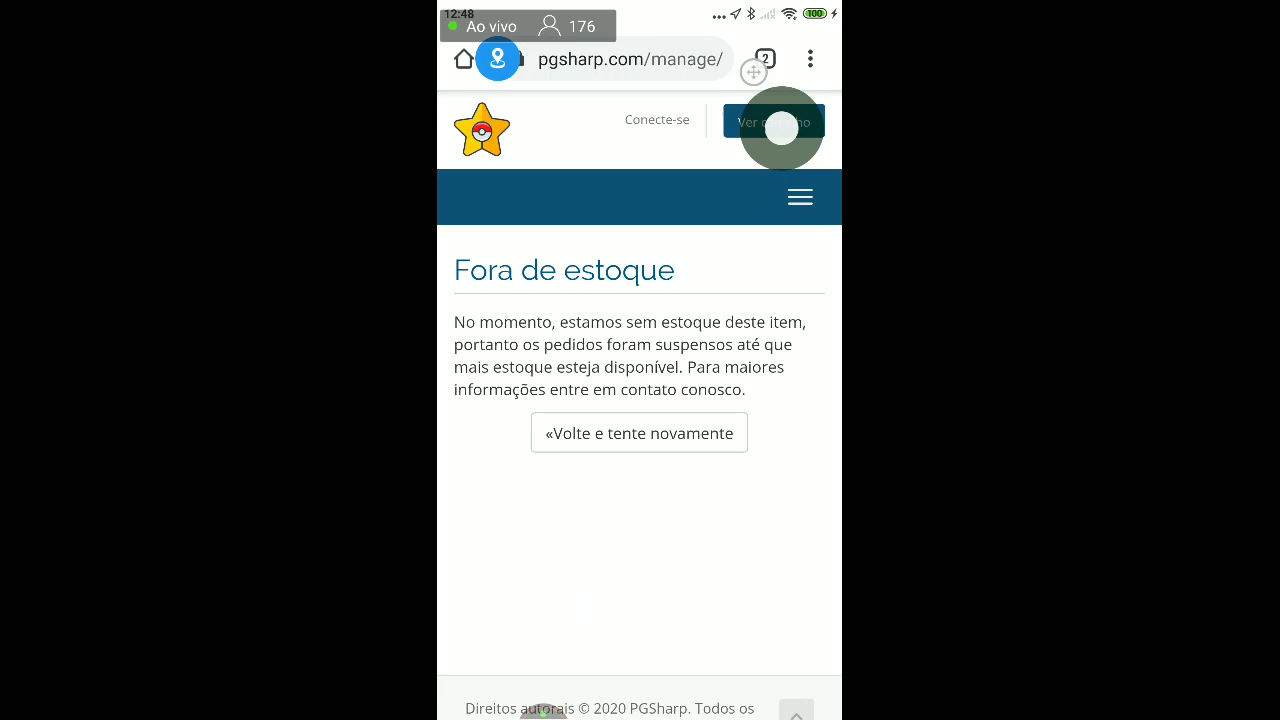 12:48
100
Ao vivo 176
pgsharp.com/manage/
2
Conecte-se
Ver
Fora de estoque
No momento, estamos sem estoque deste item,
portanto os pedidos foram suspensos até que
mais estoque esteja disponível. Para maiores
informações entre em contato conosco.
«Volte e tente novamente
Direitos autorais © 2020 PGSharp. Todos os